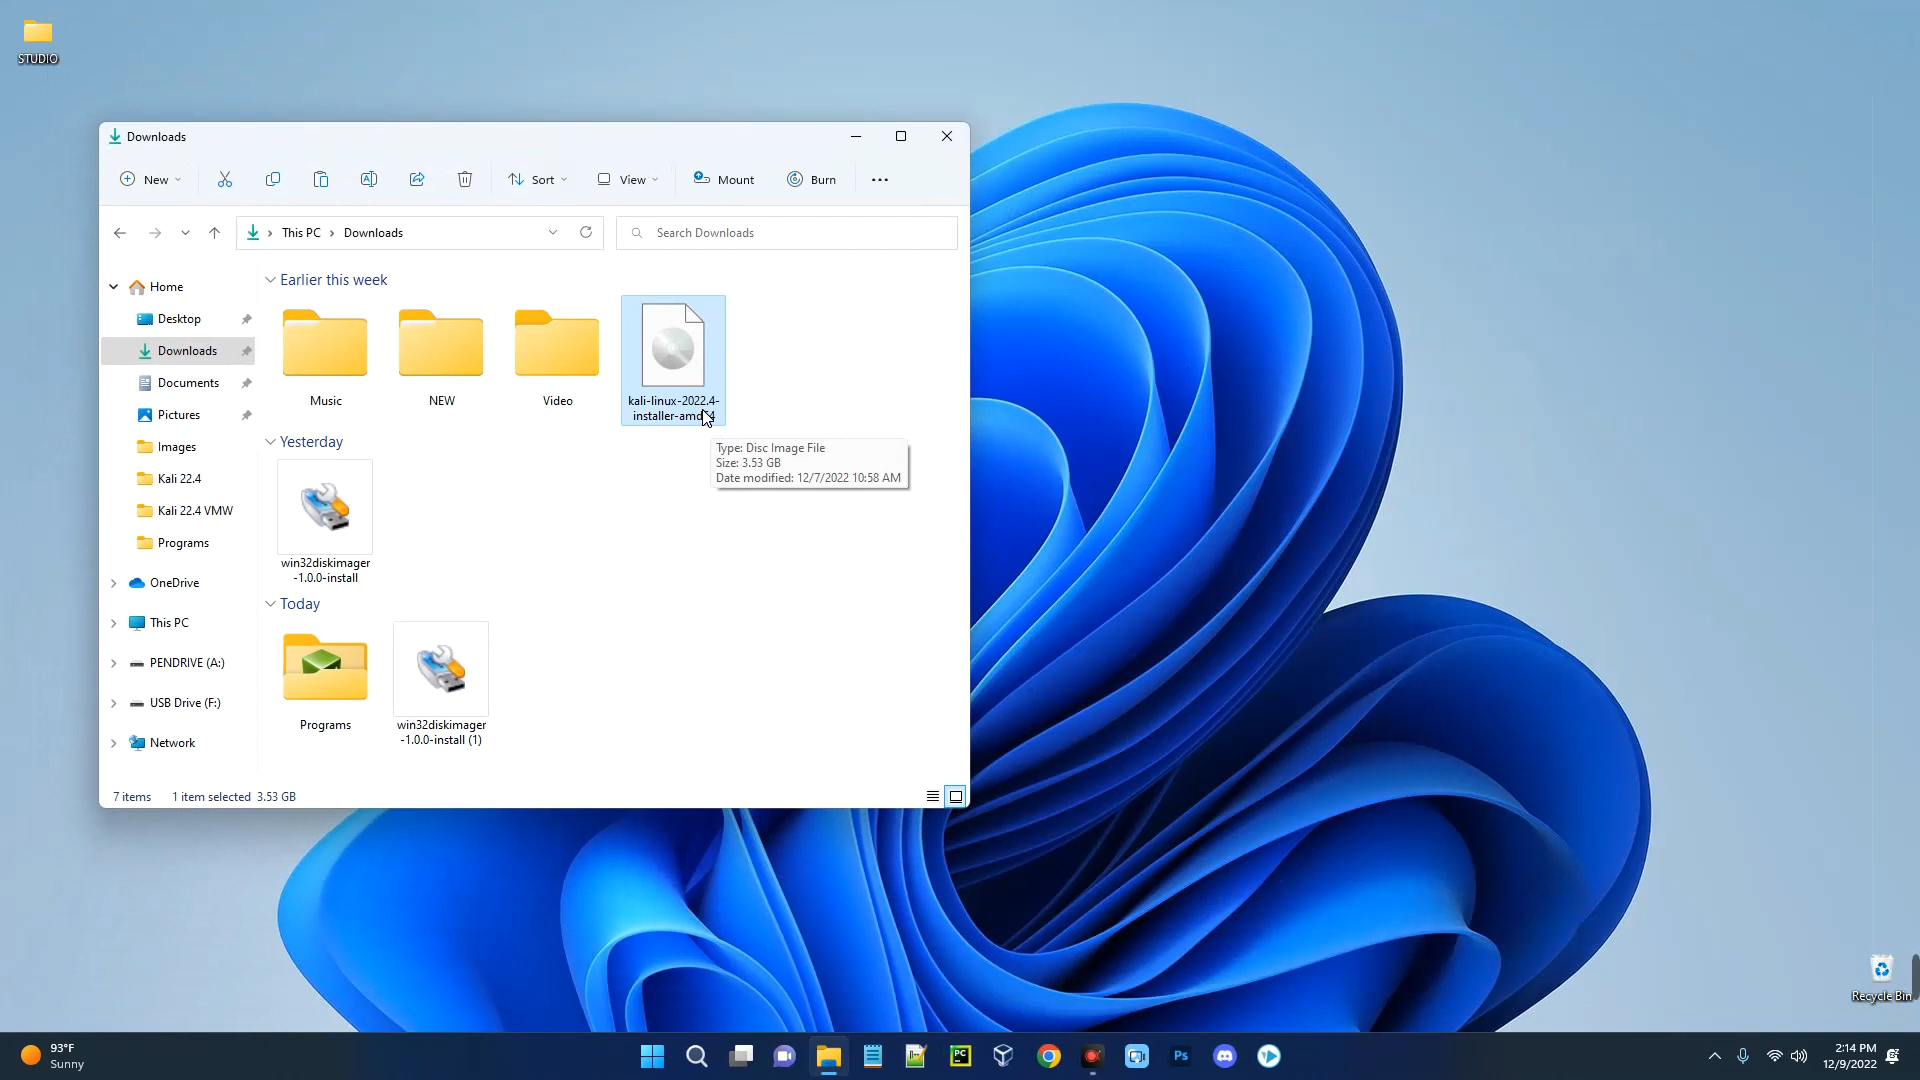 STUDIO
Downloads
New
Sort
View
Mount
Burn
This PC
Downloads
Search Downloads
Home
Desktop
Downloads
Documents
Pictures
Images
Kali 22.4
Kali 22.4 VMW
Programs
OneDrive
This PC
PENDRIVE (A:)
USB Drive (F:)
Network
Earlier this week
Music
NEW
Video
kali-linux-2022.4-
installer-amd
Type: Disc Image File
Size: 3.53 GB
Date modified: 12/7/2022 10:58 AM
Yesterday
win32diskimager
-1.0.0-install
Today
Programs
win32diskimager
-1.0.0-install (1)
7 items
1 item selected 3.53 GB
Recycle Bin
93°F
Sunny
PC
Ps
2:14 PM
12/9/2022